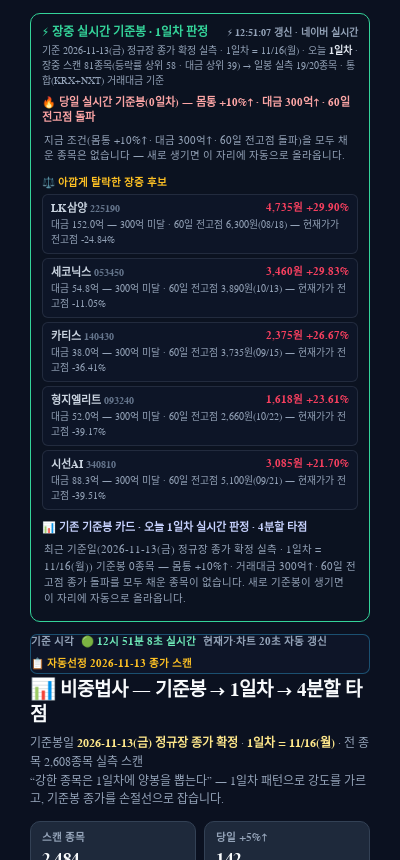 ⚡ 장중 실시간 기준봉 · 1일차 판정 ⚡ 12:51:07 갱신 · 네이버 실시간
기준 2026-11-13(금) 정규장 종가 확정 실측 · 1일차 = 11/16(월) · 오늘 1일차 ·
장중 스캔 81종목(등락률 상위 58 · 대금 상위 39) → 일봉 실측 19/20종목 · 통
합(KRX+NXT) 거래대금 기준
🔥 당일 실시간 기준봉(0일차) — 몸통 +10%↑ · 대금 300억↑ · 60일
전고점 돌파
지금 조건(몸통 +10%↑ · 대금 300억↑ · 60일 전고점 돌파)을 모두 채
운 종목은 없습니다 — 새로 생기면 이 자리에 자동으로 올라옵니다.
⚖️ 아깝게 탈락한 장중 후보
LK삼양 225190 4,735원 +29.90%
대금 152.0억 — 300억 미달 · 60일 전고점 6,300원(08/18) — 현재가가
전고점 -24.84%
세코닉스 053450 3,460원 +29.83%
대금 54.8억 — 300억 미달 · 60일 전고점 3,890원(10/13) — 현재가가 전
고점 -11.05%
카티스 140430 2,375원 +26.67%
대금 38.0억 — 300억 미달 · 60일 전고점 3,735원(09/15) — 현재가가 전
고점 -36.41%
형지엘리트 093240 1,618원 +23.61%
대금 52.0억 — 300억 미달 · 60일 전고점 2,660원(10/22) — 현재가가 전
고점 -39.17%
시선AI 340810 3,085원 +21.70%
대금 88.3억 — 300억 미달 · 60일 전고점 5,100원(09/21) — 현재가가 전
고점 -39.51%
📊 기존 기준봉 카드 · 오늘 1일차 실시간 판정 · 4분할 타점
최근 기준일(2026-11-13(금) 정규장 종가 확정 실측 · 1일차 =
11/16(월)) 기준봉 0종목 — 몸통 +10%↑ · 거래대금 300억↑ · 60일 전
고점 종가 돌파를 모두 채운 종목이 없습니다. 새로 기준봉이 생기면
이 자리에 자동으로 올라옵니다.
기준 시각 🟢 12시 51분 8초 실시간 현재가·차트 20초 자동 갱신
📋 자동선정 2026-11-13 종가 스캔
📊 비중법사 — 기준봉 → 1일차 → 4분할 타
점
기준봉일 2026-11-13(금) 정규장 종가 확정 · 1일차 = 11/16(월) · 전 종
목 2,608종목 실측 스캔
“강한 종목은 1일차에 양봉을 뽑는다” — 1일차 패턴으로 강도를 가르
고, 기준봉 종가를 손절선으로 잡습니다.
스캔 종목 당일 +5%↑
2,484 142